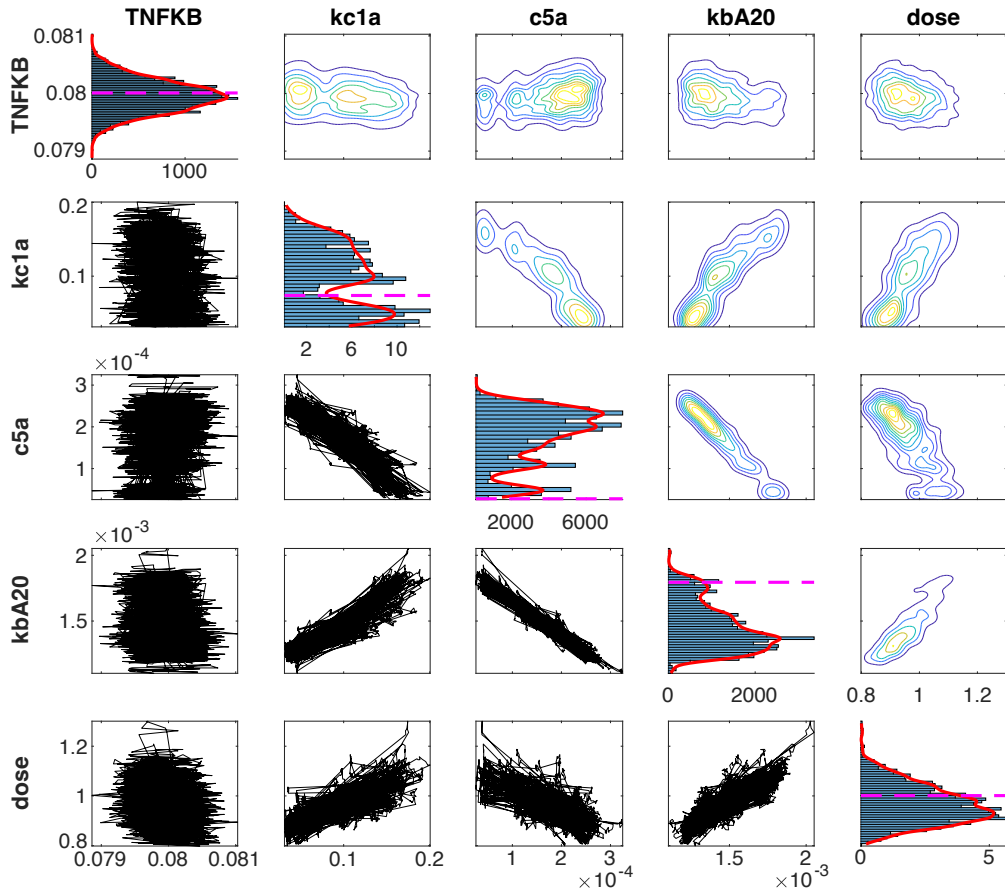 TNFKB kc1a c5a kbA20 dose
TNFKB
0.081
0.08
0.079
0 1000
kc1a
0.2
0.1
2 6 10
c5a
×10⁻⁴
3
2
1
2000 6000
kbA20
×10⁻³
2
1.5
0 2000
0.8 1 1.2
dose
1.2
1
0.8
0.079 0.08 0.081
0.1 0.2
1 2 3
×10⁻⁴
1.5 2
×10⁻³
0 5